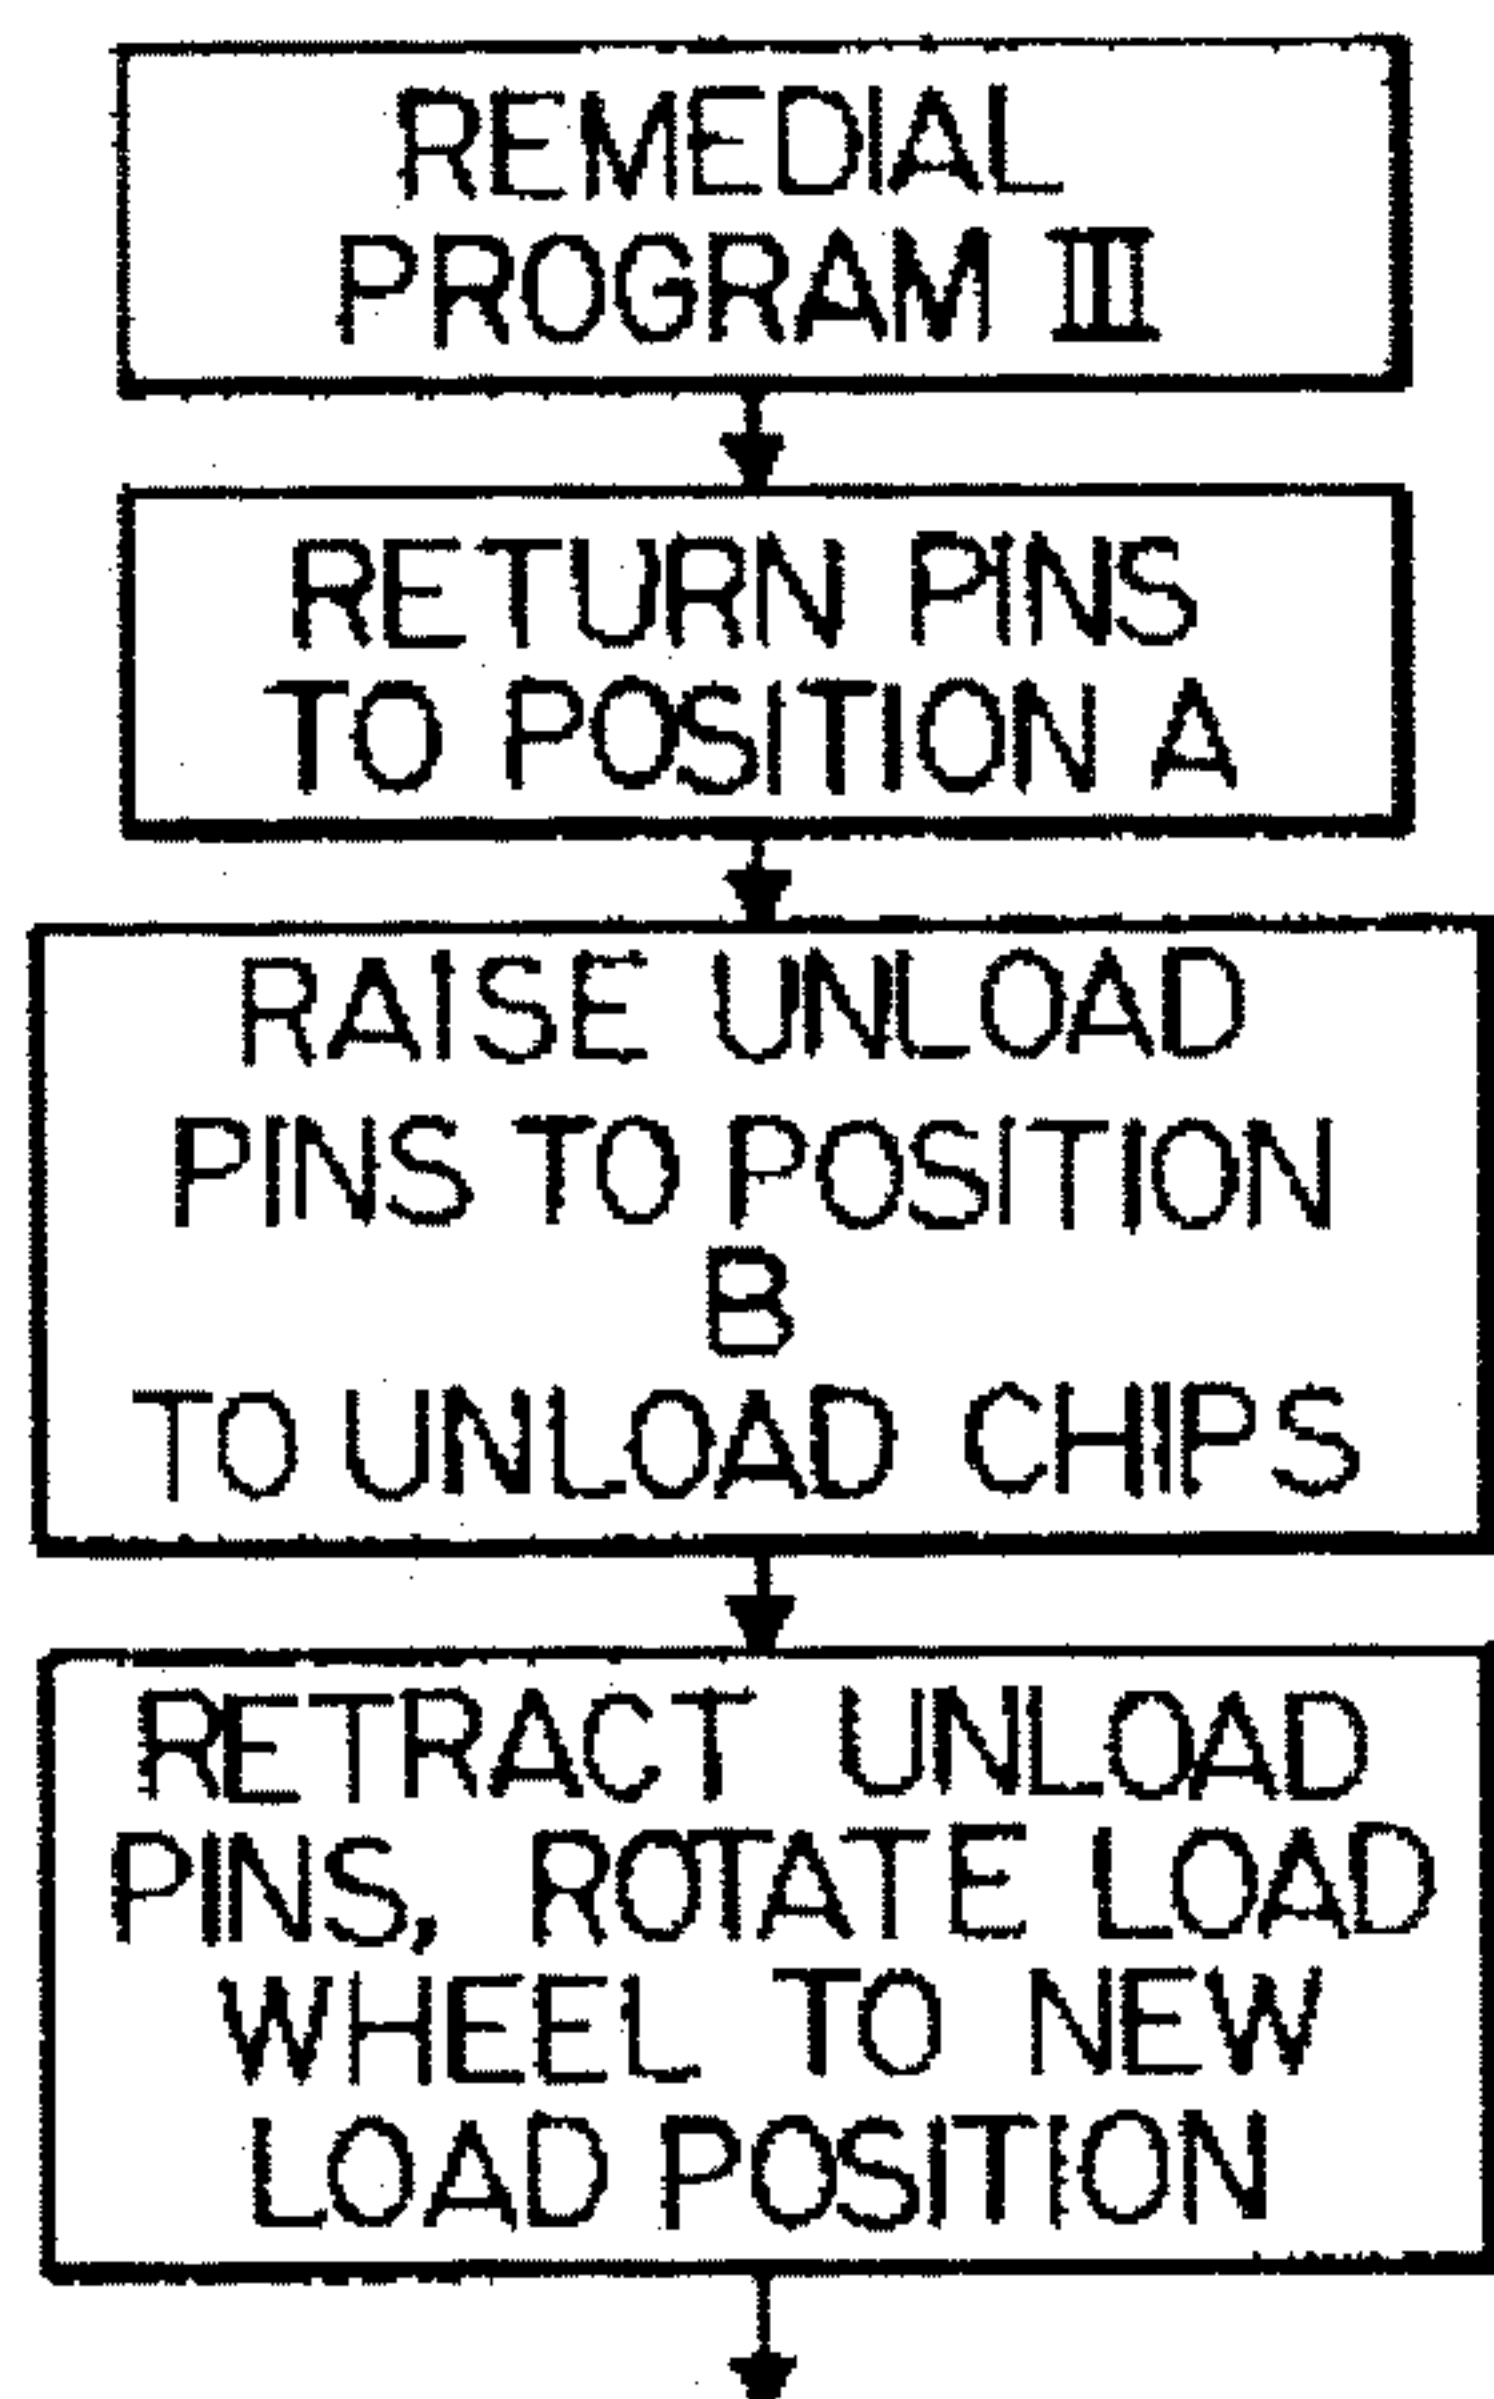 REMEDIAL
PROGRAM III
RETURN PINS
TO POSITION A
RAISE UNLOAD
PINS TO POSITION
B
TO UNLOAD CHIPS
RETRACT UNLOAD
PINS, ROTATE LOAD
WHEEL TO NEW
LOAD POSITION